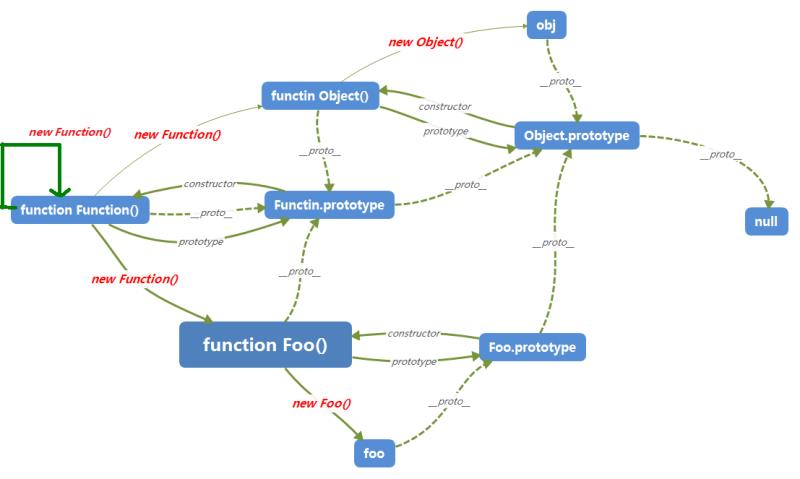 obj
new Object()
__proto__
functin Object()
constructor
prototype
Object.prototype
new Function()
new Function()
__proto__
__proto__
__proto__
constructor
function Function()
__proto__
Functin.prototype
null
prototype
__proto__
__proto__
new Function()
function Foo()
constructor
prototype
Foo.prototype
new Foo()
__proto__
foo